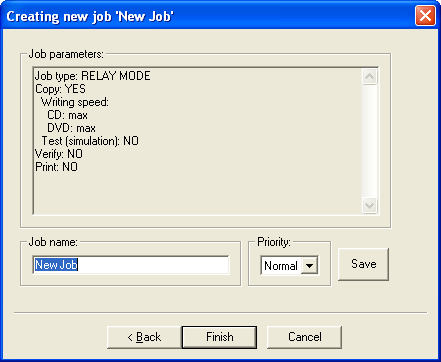 Creating new job 'New Job'
Job parameters:
Job type: RELAY MODE
Copy: YES
Writing speed:
CD: max
DVD: max
Test (simulation): NO
Verify: NO
Print: NO
Job name:
New Job
Priority:
Normal
Save
< Back
Finish
Cancel